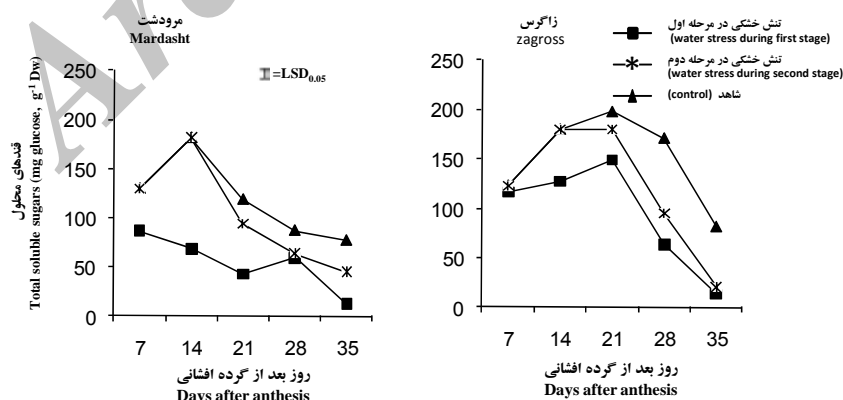 مرودشت
Mardasht
I=LSD0.05
قندهای محلول
Total soluble sugars (mg glucose, g-1 Dw)
250
200
150
100
50
0
7 14 21 28 35
روز بعد از گرده افشانی
Days after anthesis
زاگرس
zagross
تنش خشکی در مرحله اول
(water stress during first stage)
تنش خشکی در مرحله دوم
(water stress during second stage)
شاهد (control)
250
200
150
100
50
0
7 14 21 28 35
روز بعد از گرده افشانی
Days after anthesis